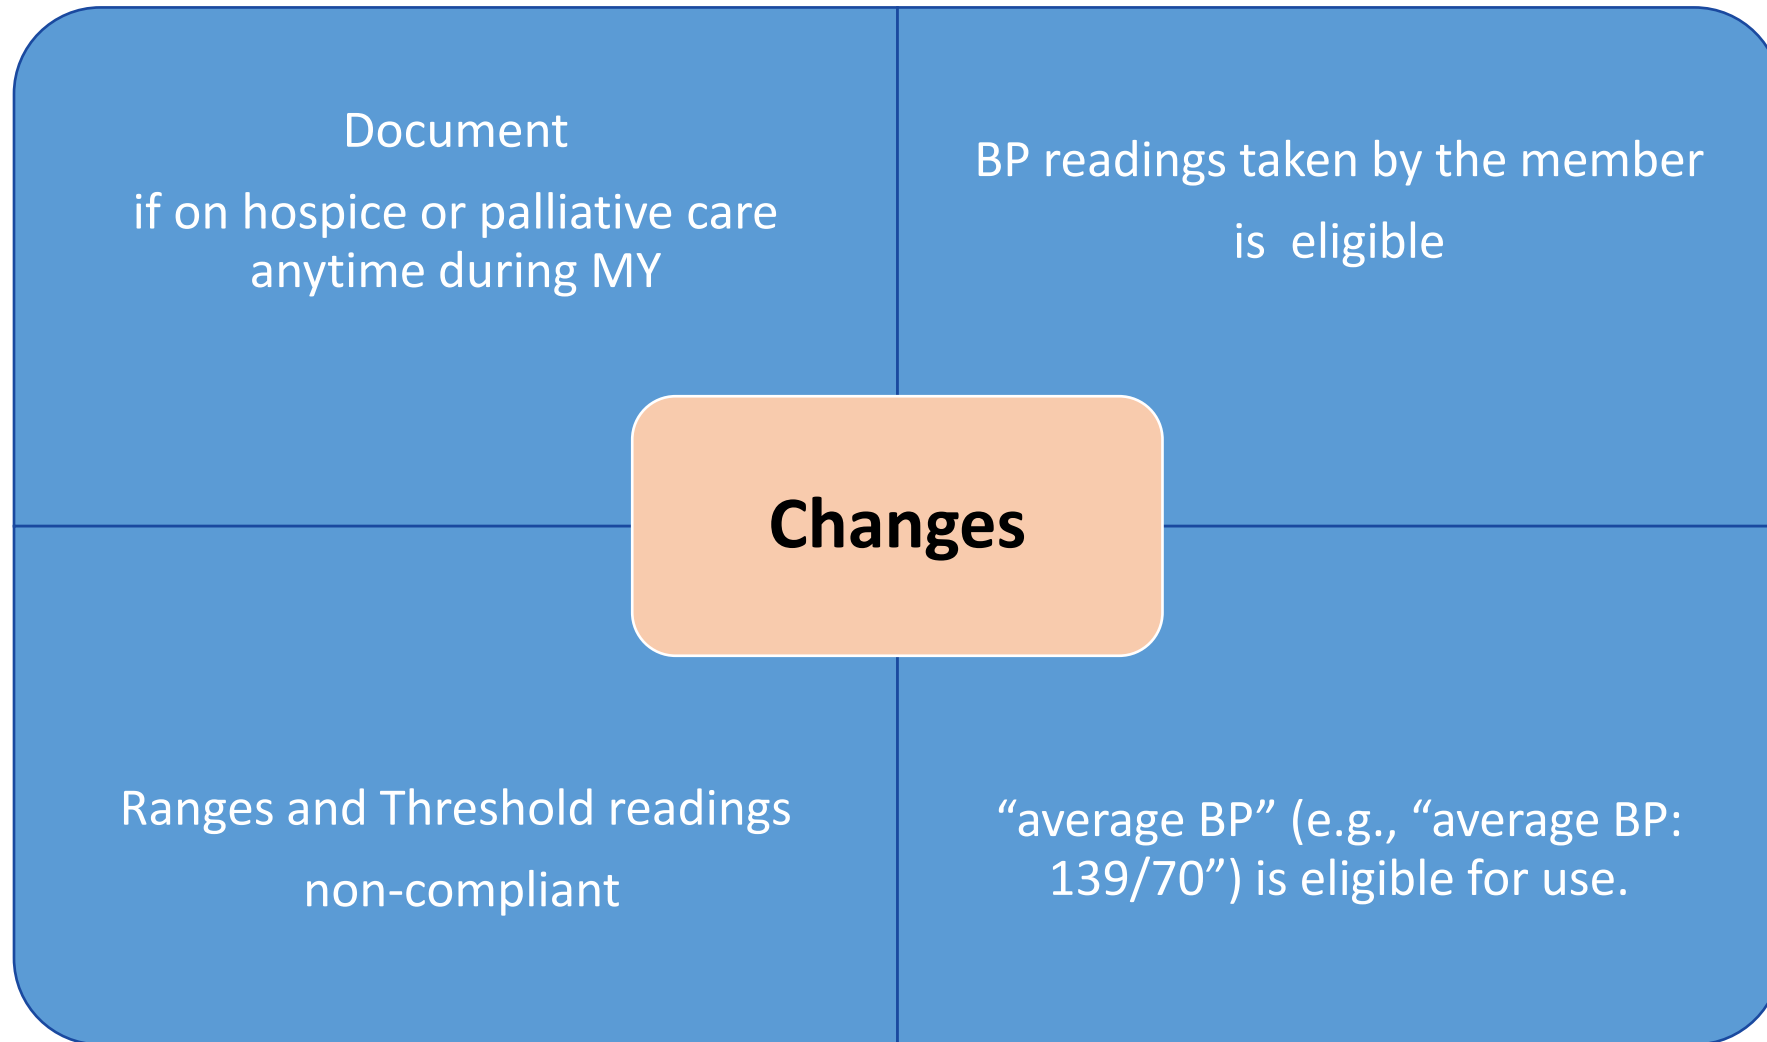 Document
if on hospice or palliative care
anytime during MY
BP readings taken by the member
is  eligible
Changes
Ranges and Threshold readings
non-compliant
“average BP” (e.g., “average BP:
139/70”) is eligible for use.